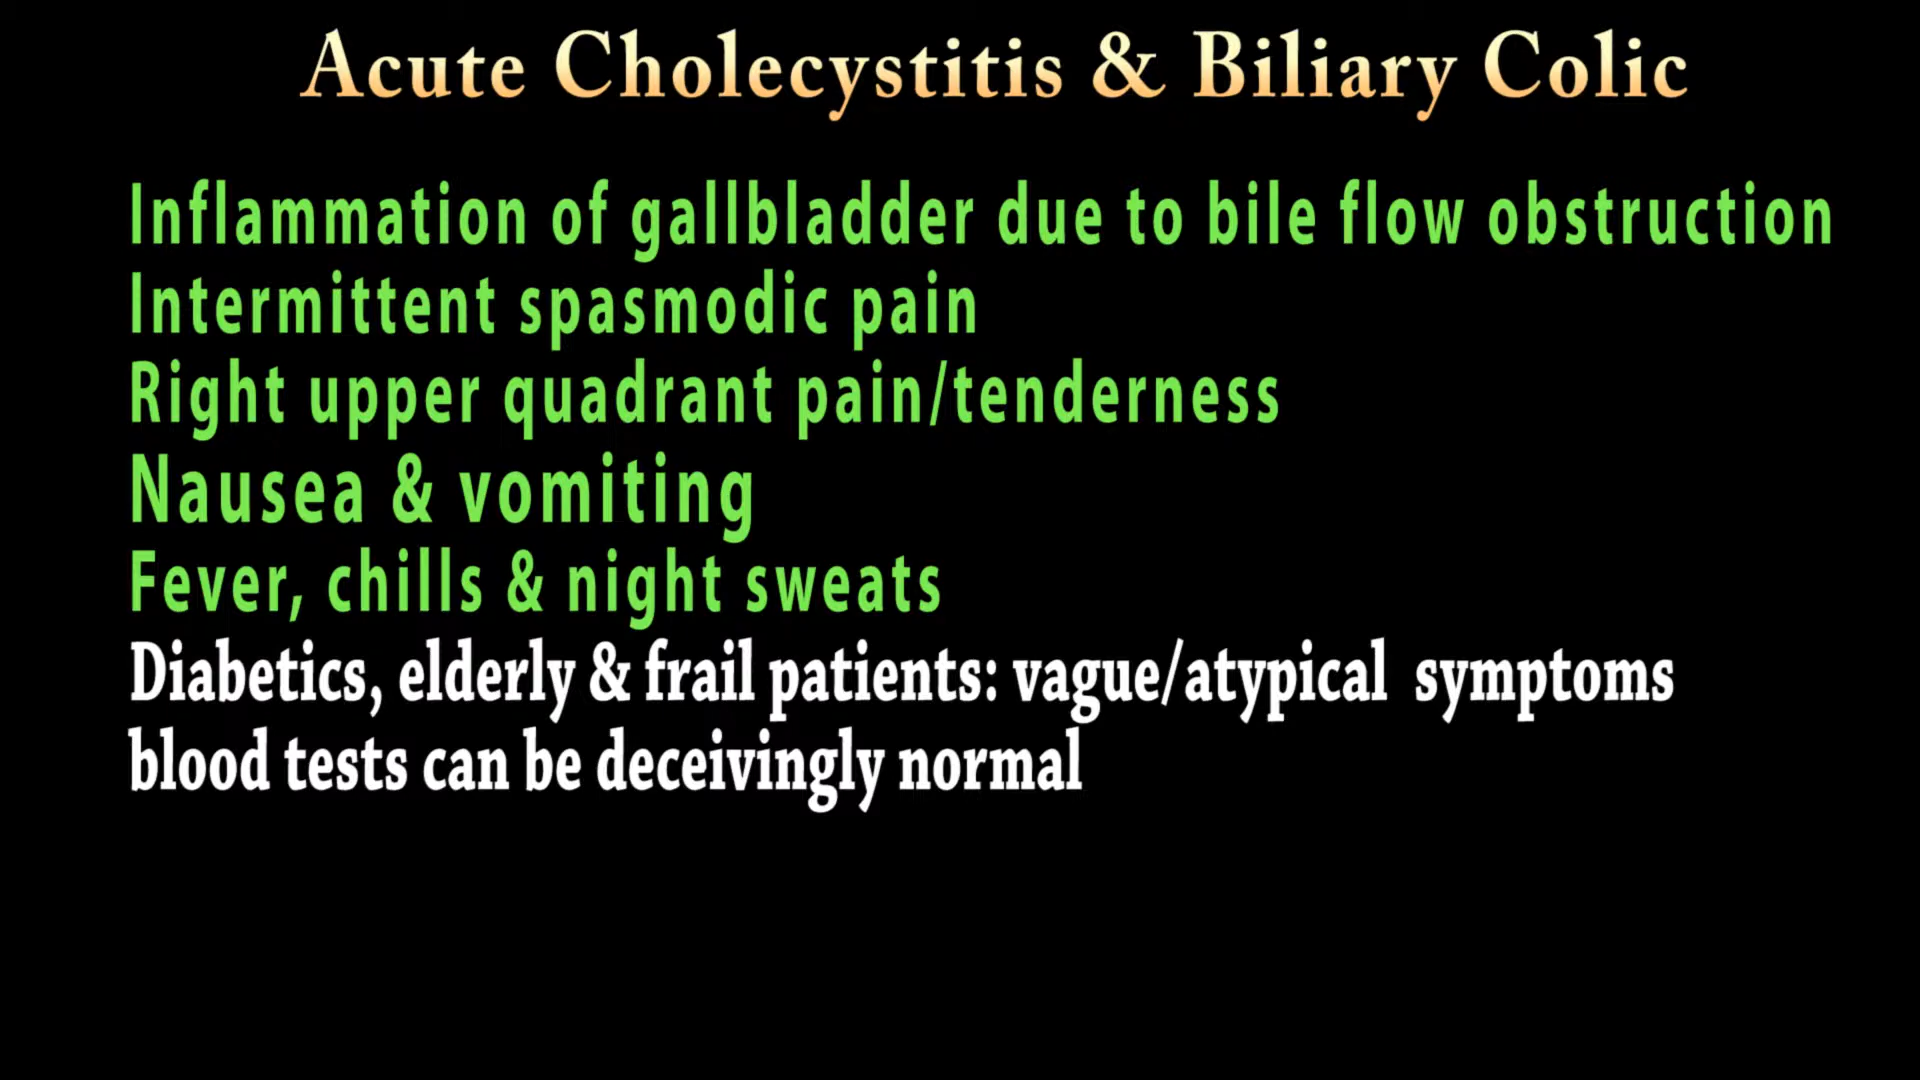 Acute Cholecystitis & Biliary Colic
Inflammation of gallbladder due to bile flow obstruction
Intermittent spasmodic pain
Right upper quadrant pain/tenderness
Nausea & vomiting
Fever, chills & night sweats
Diabetics, elderly & frail patients: vague/atypical symptoms
blood tests can be deceivingly normal